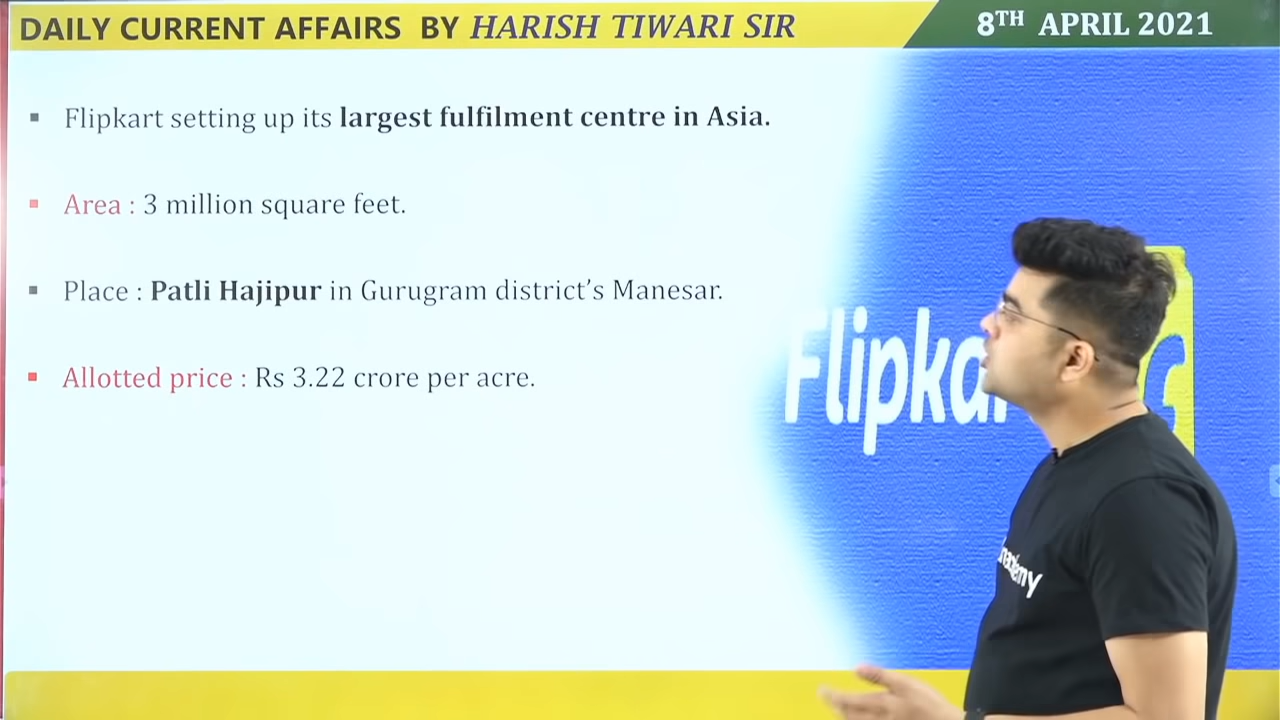 DAILY CURRENT AFFAIRS BY HARISH TIWARI SIR
8TH APRIL 2021
▪ Flipkart setting up its largest fulfilment centre in Asia.
▪ Area : 3 million square feet.
▪ Place : Patli Hajipur in Gurugram district’s Manesar.
▪ Allotted price : Rs 3.22 crore per acre.